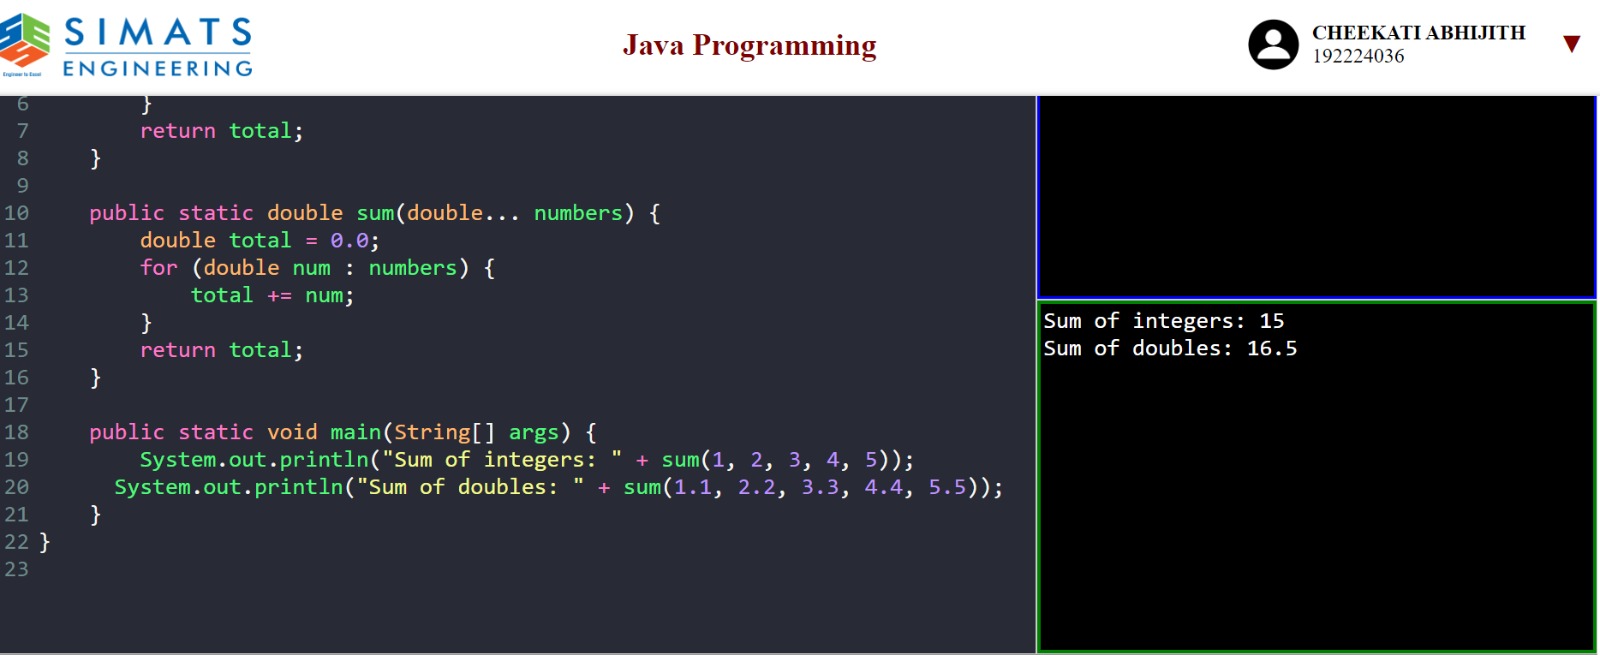 SIMATS
ENGINEERING
Engineer to Excel
Java Programming
CHEEKATI ABHIJITH
192224036
▼
6         }
7         return total;
8     }
9
10     public static double sum(double... numbers) {
11         double total = 0.0;
12         for (double num : numbers) {
13             total += num;
14         }
15         return total;
16     }
17
18     public static void main(String[] args) {
19         System.out.println("Sum of integers: " + sum(1, 2, 3, 4, 5));
20       System.out.println("Sum of doubles: " + sum(1.1, 2.2, 3.3, 4.4, 5.5));
21     }
22 }
23
Sum of integers: 15
Sum of doubles: 16.5